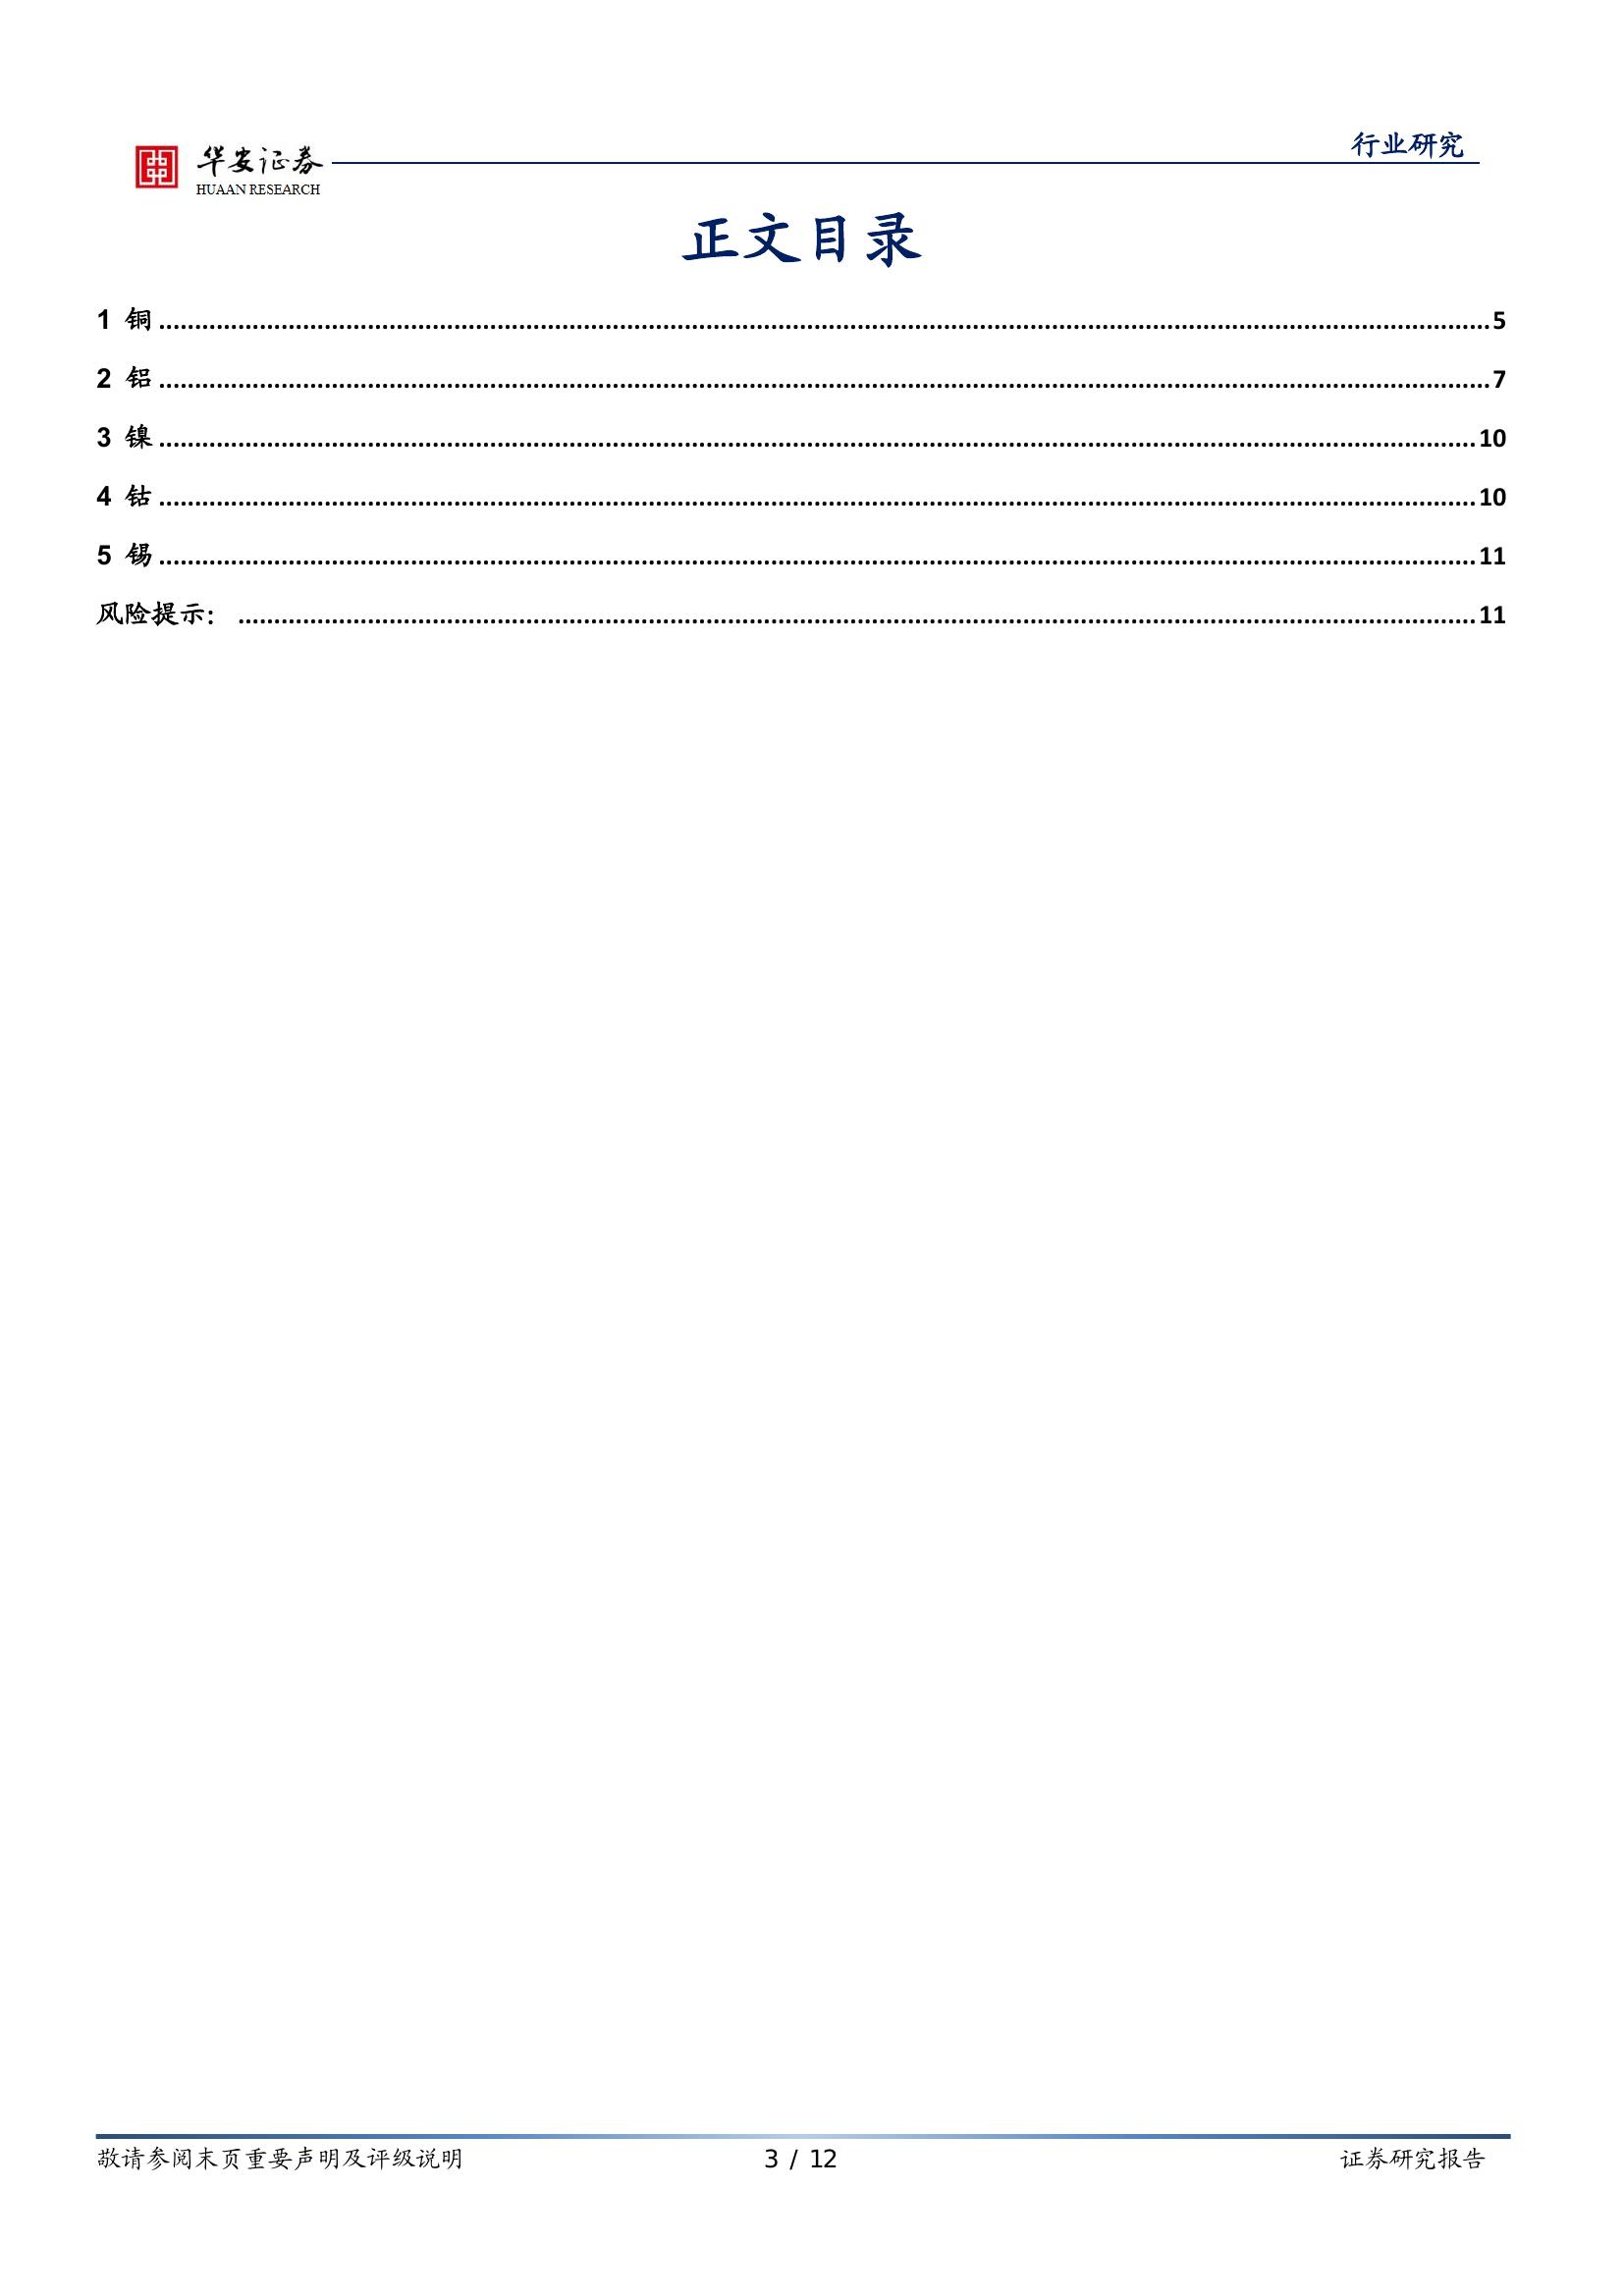 华安证券
HUAAN RESEARCH
行业研究
正文目录
1 铜 ........................................ 5
2 铝 ........................................ 7
3 镍 ........................................ 10
4 钴 ........................................ 10
5 锡 ........................................ 11
风险提示： ........................................ 11
敬请参阅末页重要声明及评级说明
3 / 12
证券研究报告